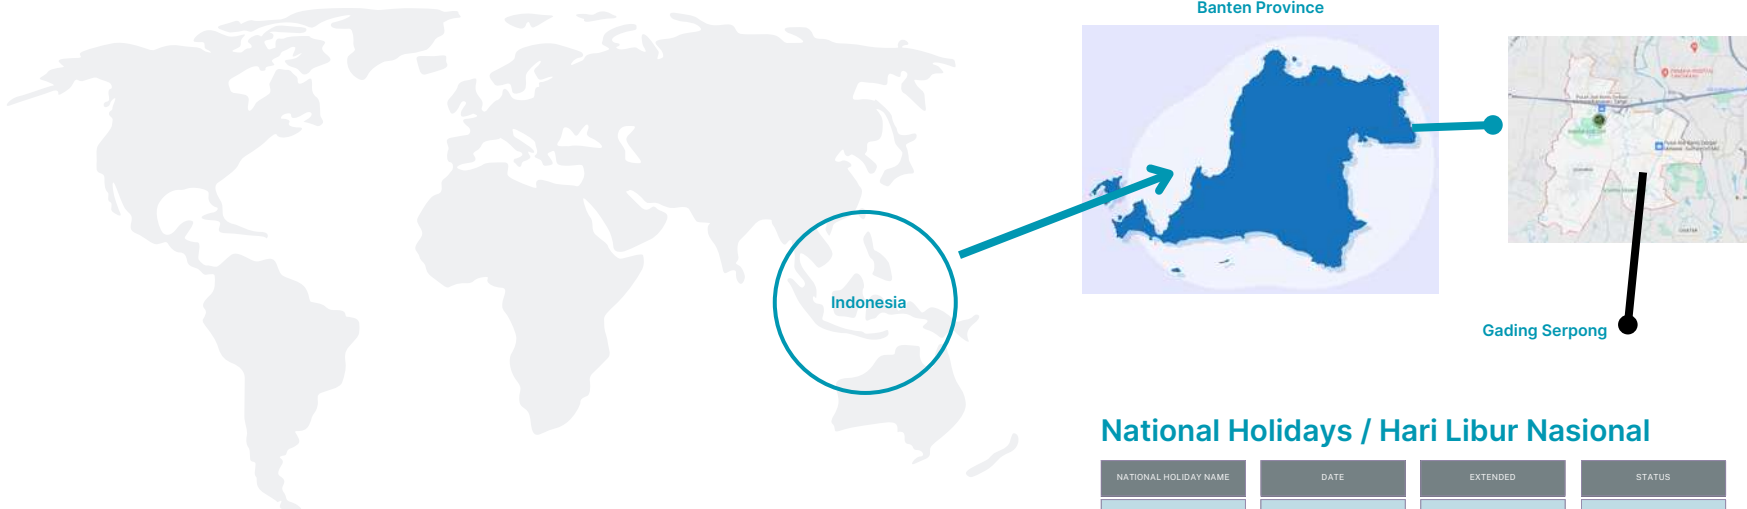 Banten Province
Indonesia
Gading Serpong
National Holidays / Hari Libur Nasional
NATIONAL HOLIDAY NAME
DATE
EXTENDED
STATUS